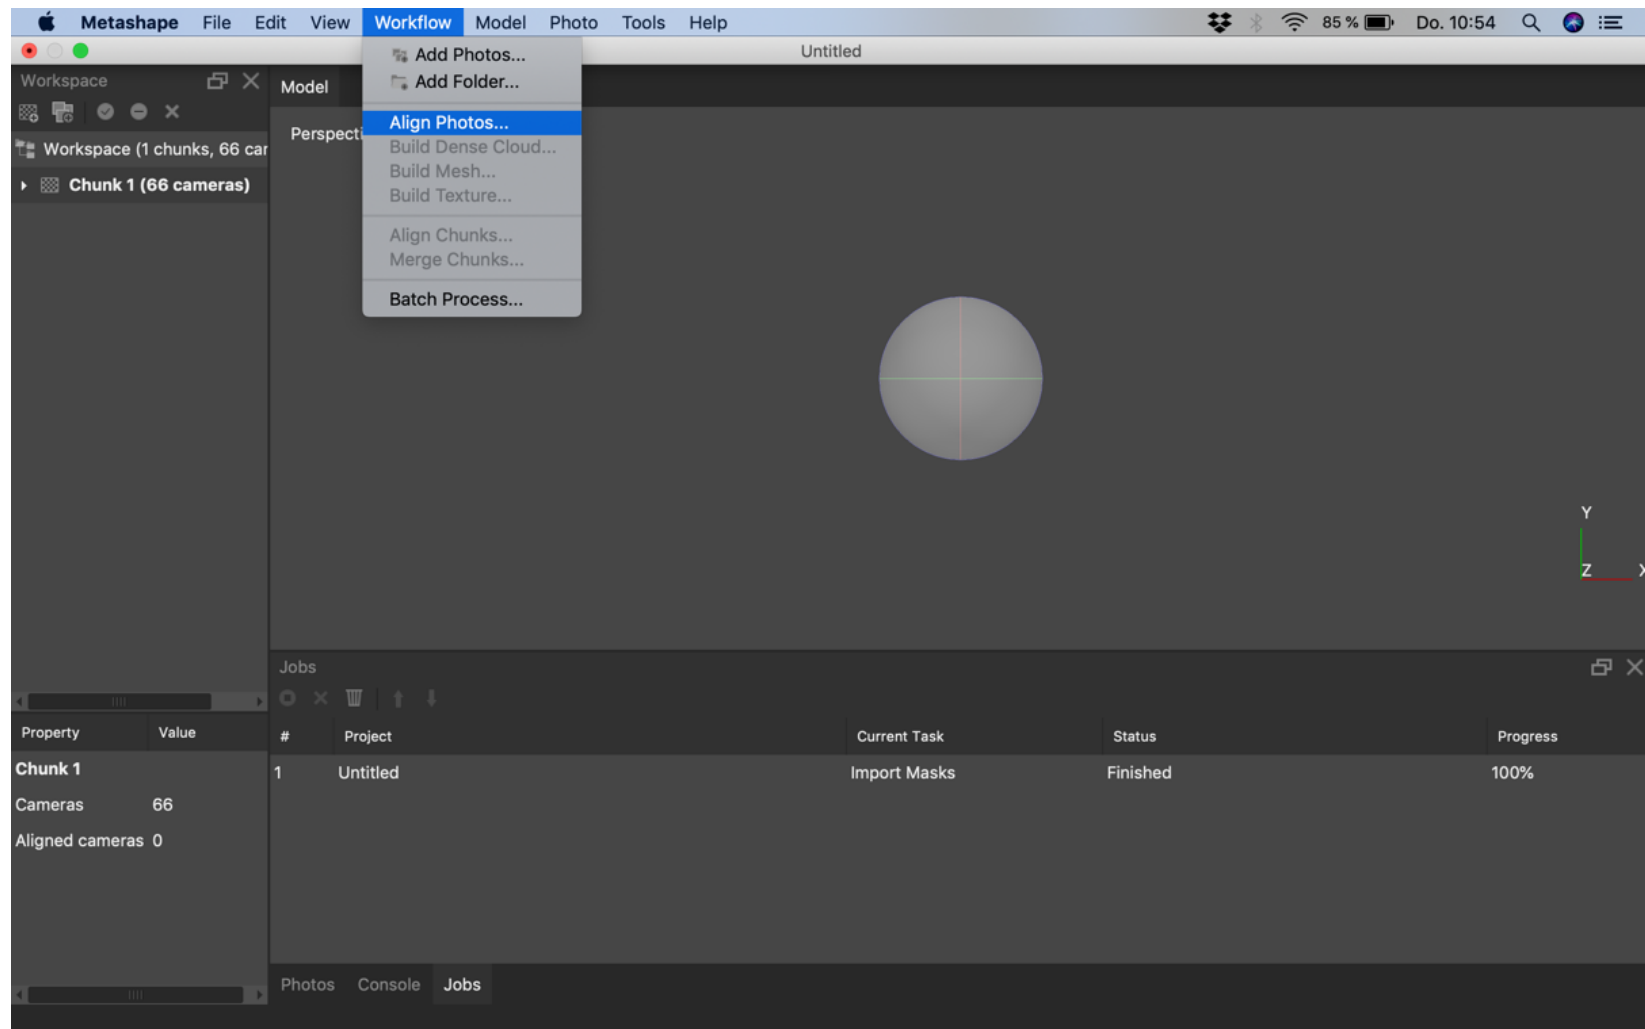 Metashape File Edit View Workflow Model Photo Tools Help 85 % Do. 10:54
Untitled
Workspace
Model
Add Photos...
Add Folder...
Align Photos...
Build Dense Cloud...
Build Mesh...
Build Texture...
Align Chunks...
Merge Chunks...
Batch Process...
Perspecti
Workspace (1 chunks, 66 car
Chunk 1 (66 cameras)
Y
Z X
Jobs
# Project Current Task Status Progress
1 Untitled Import Masks Finished 100%
Property Value
Chunk 1
Cameras 66
Aligned cameras 0
Photos Console Jobs